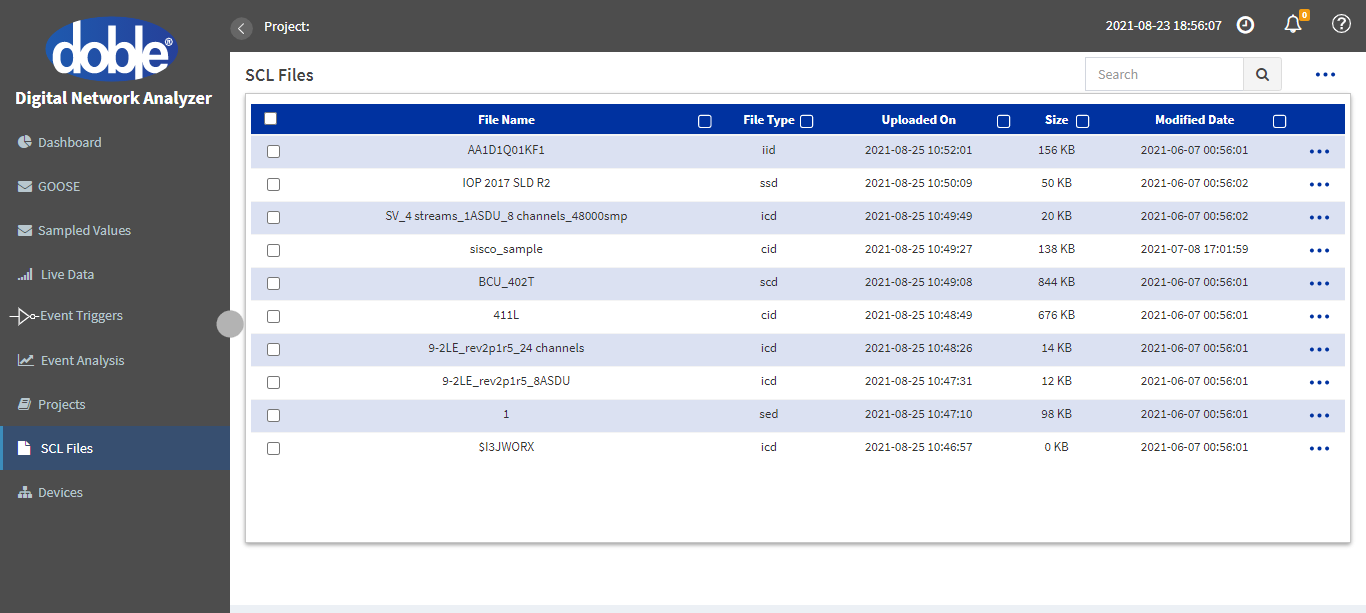 doble®
Digital Network Analyzer
Dashboard
GOOSE
Sampled Values
Live Data
Event Triggers
Event Analysis
Projects
SCL Files
Devices
Project:
2021-08-23 18:56:07
0
SCL Files
Search
File Name File Type Uploaded On Size Modified Date
AA1D1Q01KF1 iid 2021-08-25 10:52:01 156 KB 2021-06-07 00:56:01
IOP 2017 SLD R2 ssd 2021-08-25 10:50:09 50 KB 2021-06-07 00:56:02
SV_4 streams_1ASDU_8 channels_48000smp icd 2021-08-25 10:49:49 20 KB 2021-06-07 00:56:02
sisco_sample cid 2021-08-25 10:49:27 138 KB 2021-07-08 17:01:59
BCU_402T scd 2021-08-25 10:49:08 844 KB 2021-06-07 00:56:01
411L cid 2021-08-25 10:48:49 676 KB 2021-06-07 00:56:01
9-2LE_rev2p1r5_24 channels icd 2021-08-25 10:48:26 14 KB 2021-06-07 00:56:01
9-2LE_rev2p1r5_8ASDU icd 2021-08-25 10:47:31 12 KB 2021-06-07 00:56:01
1 sed 2021-08-25 10:47:10 98 KB 2021-06-07 00:56:01
$I3JWORX icd 2021-08-25 10:46:57 0 KB 2021-06-07 00:56:01